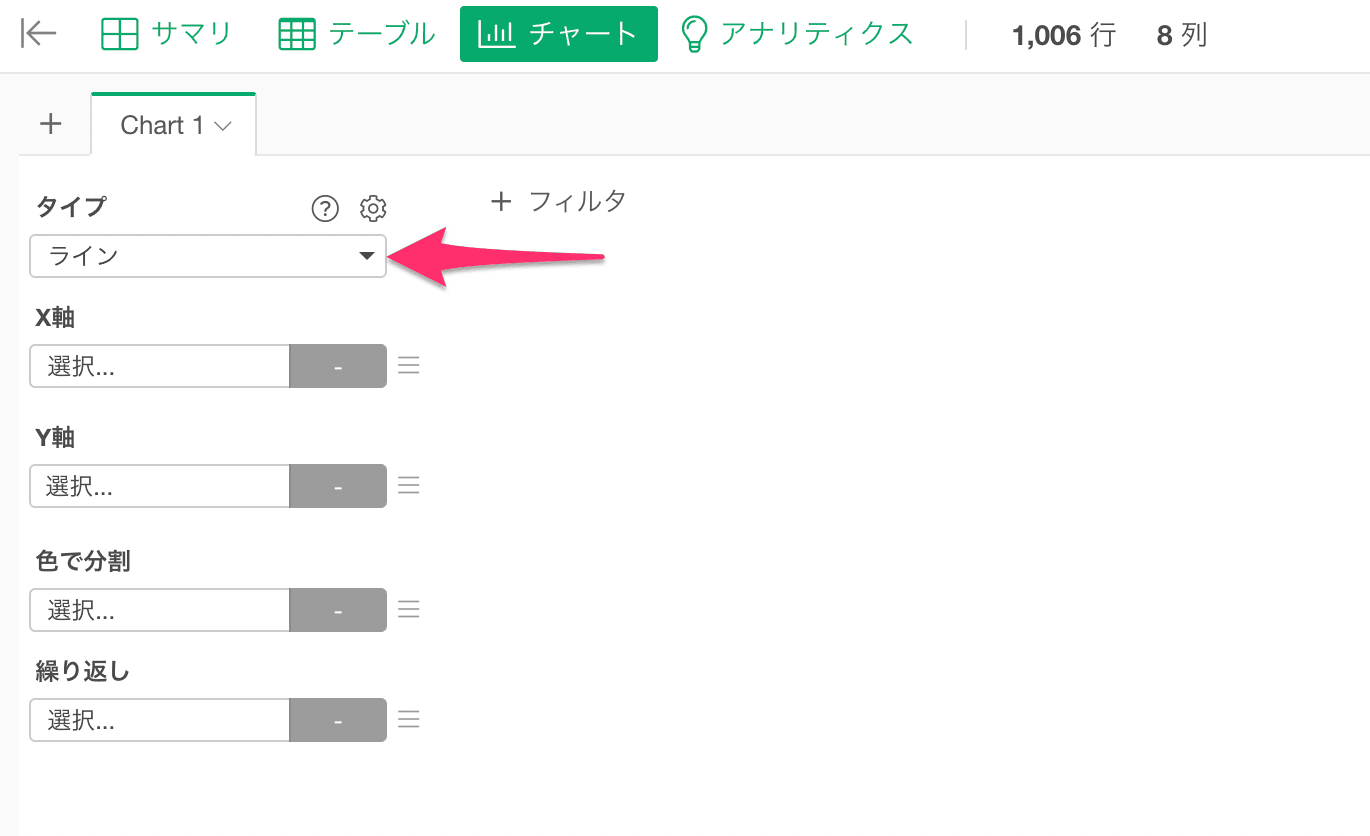 サマリ テーブル チャート アナリティクス 1,006 行 8 列
+ Chart 1
タイプ ? + フィルタ
ライン
X軸
選択... -
Y軸
選択... -
色で分割
選択... -
繰り返し
選択... -